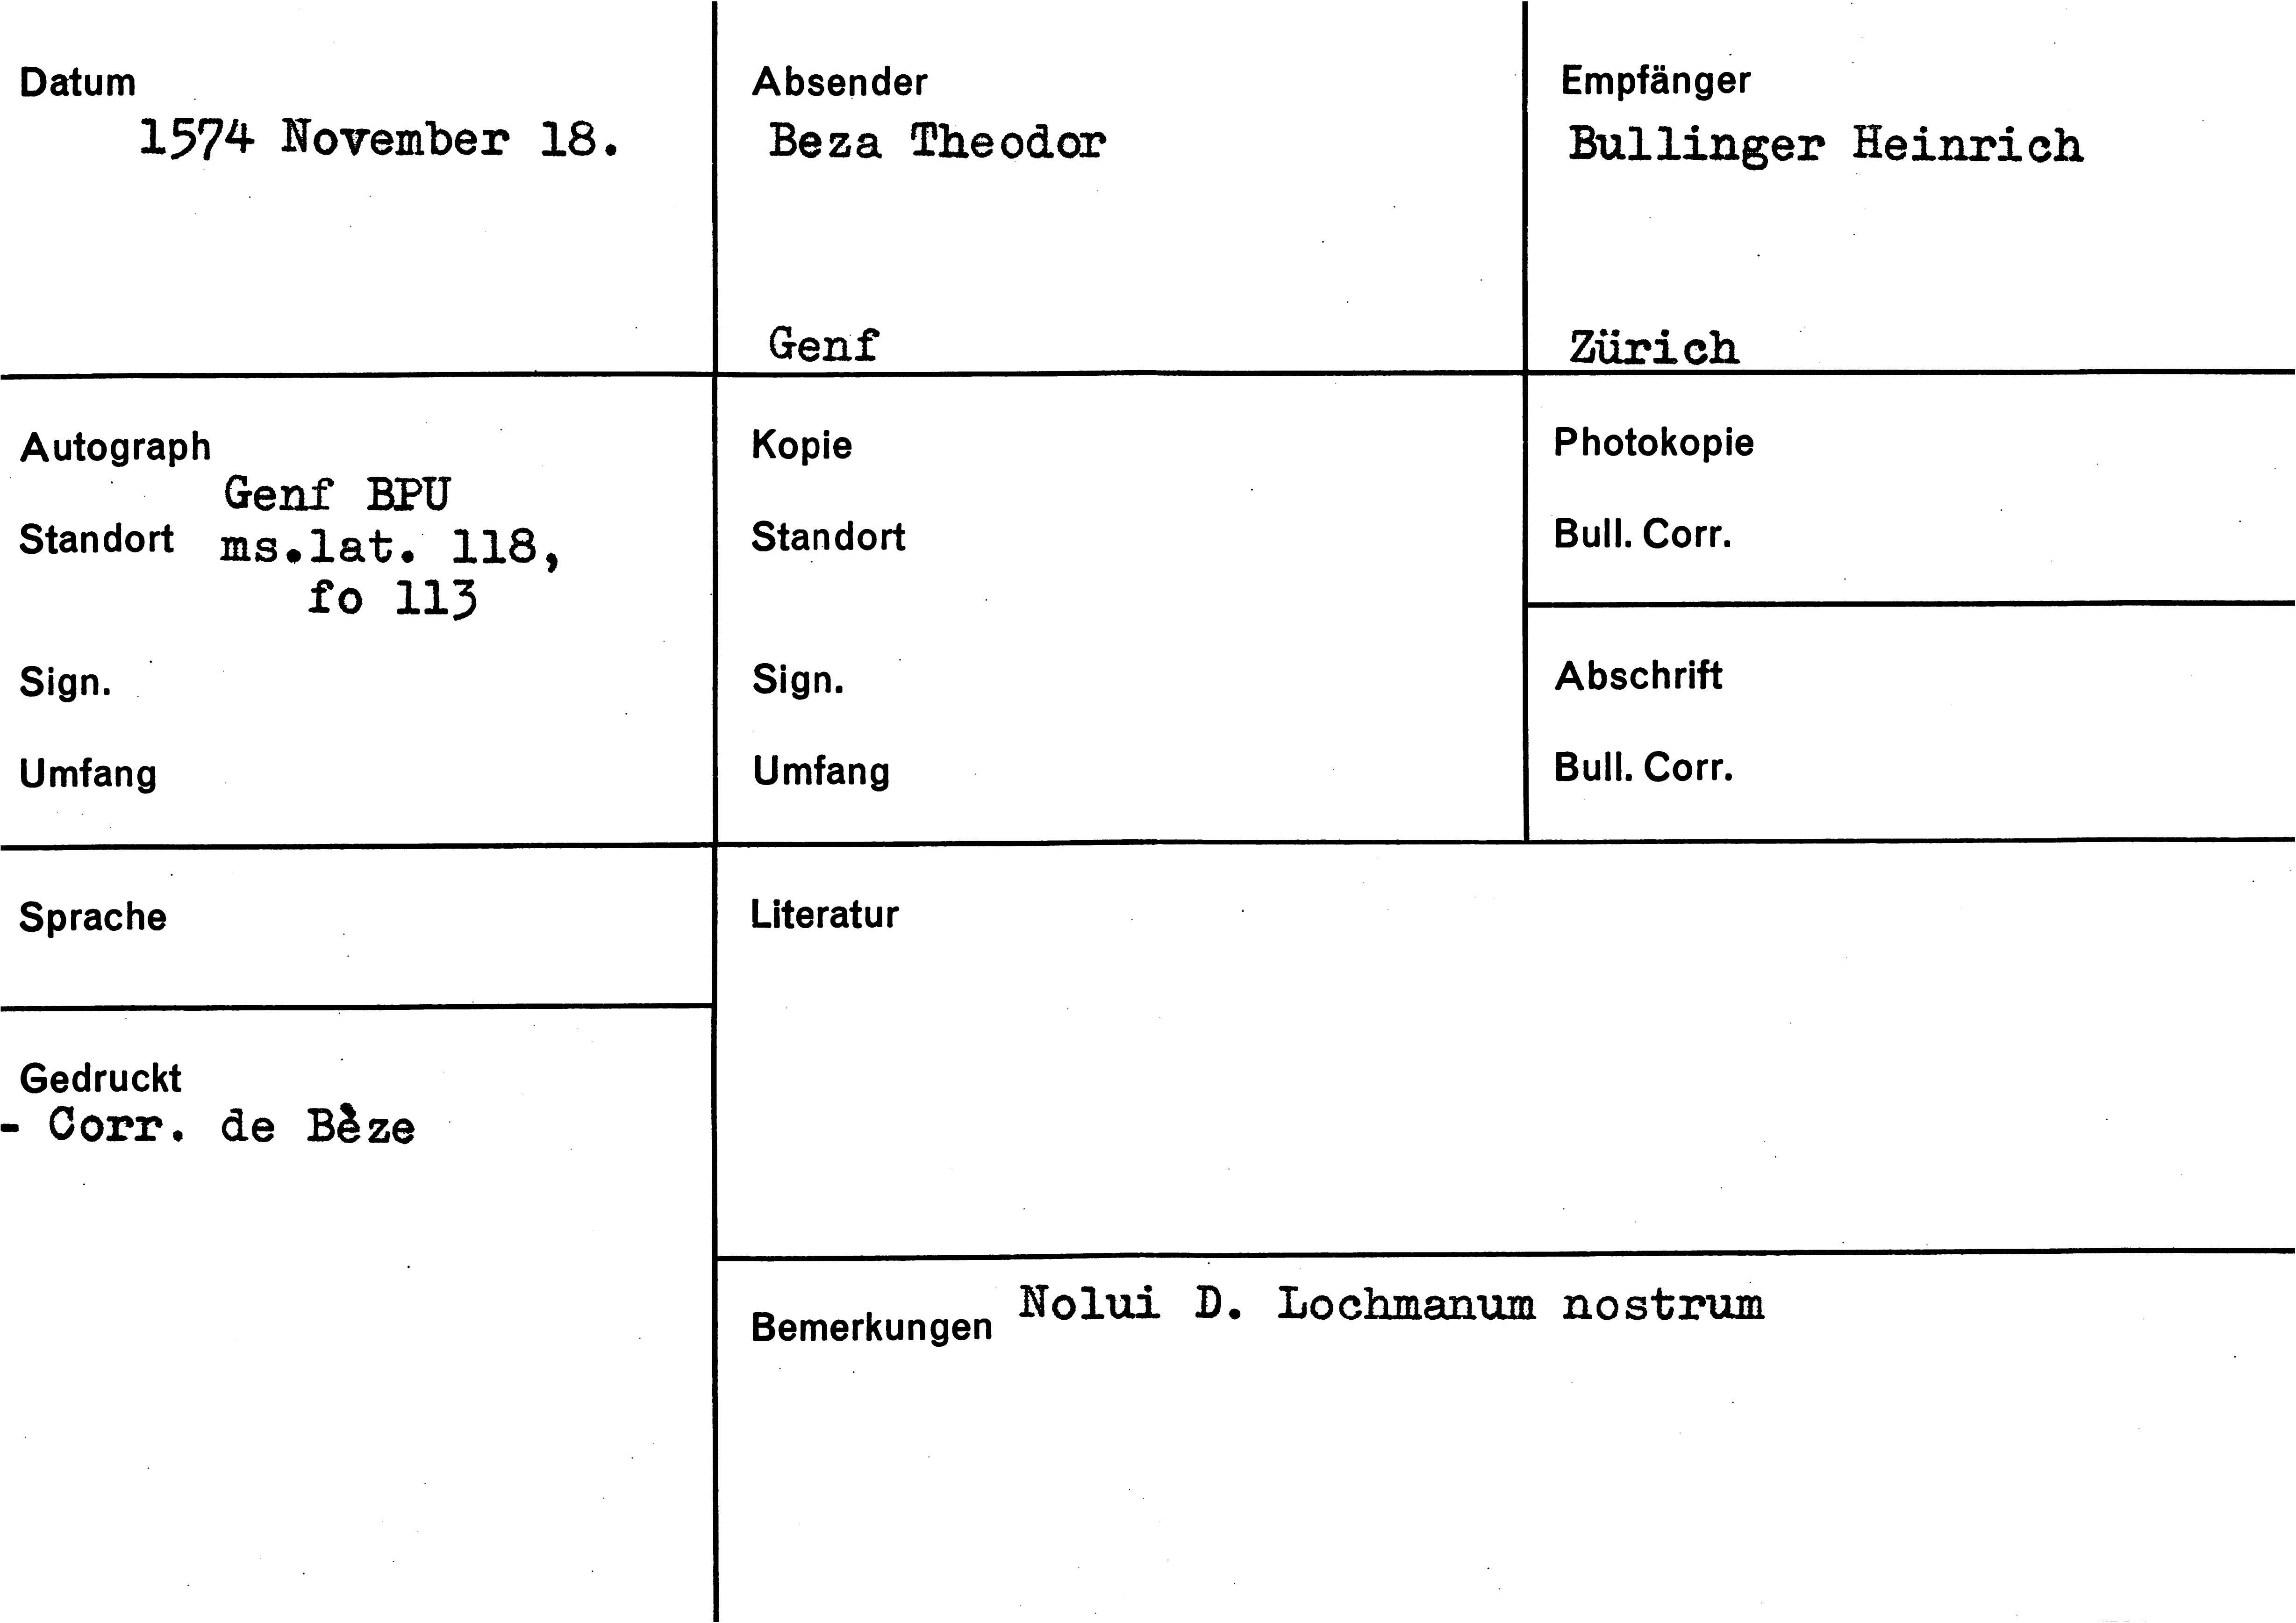 Datum
1574 November 18.
Absender
Beza Theodor
Genf
Empfänger
Bullinger Heinrich
Zürich
Autograph
Genf BPU
Standort ms.lat. 118,
fo 113
Sign.
Umfang
Kopie
Standort
Sign.
Umfang
Photokopie
Bull. Corr.
Abschrift
Bull. Corr.
Sprache
Gedruckt
- Corr. de Bèze
Literatur
Bemerkungen Nolui D. Lochmanum nostrum